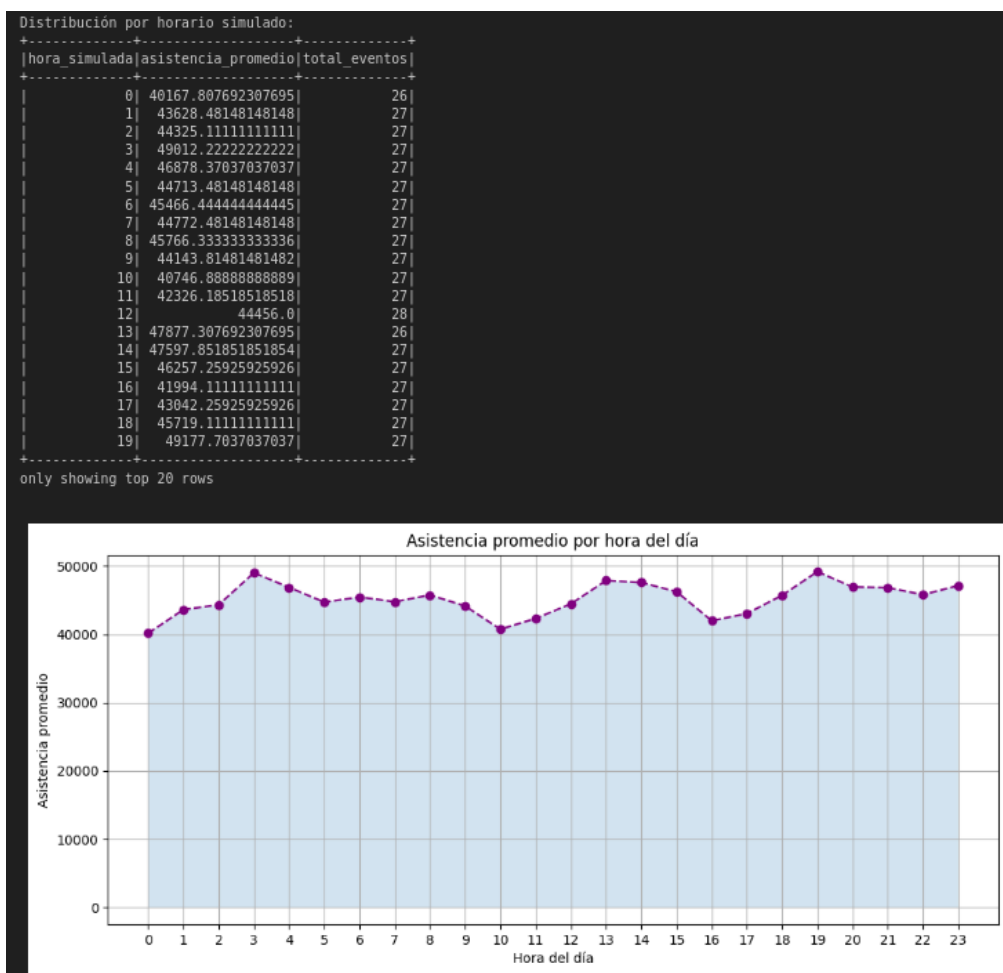 Distribución por horario simulado:
+-------------+-------------------+-------------+
|hora_simulada|asistencia_promedio|total_eventos|
+-------------+-------------------+-------------+
|            0| 40167.807692307695|           26|
|            1|  43628.48148148148|           27|
|            2|  44325.11111111111|           27|
|            3|  49012.22222222222|           27|
|            4|  46878.37037037037|           27|
|            5|  44713.48148148148|           27|
|            6| 45466.444444444445|           27|
|            7|  44772.48148148148|           27|
|            8| 45766.333333333336|           27|
|            9|  44143.81481481482|           27|
|           10|  40746.88888888889|           27|
|           11|  42326.18518518518|           27|
|           12|            44456.0|           28|
|           13| 47877.307692307695|           26|
|           14| 47597.851851851854|           27|
|           15|  46257.25925925926|           27|
|           16|  41994.11111111111|           27|
|           17|  43042.25925925926|           27|
|           18|  45719.11111111111|           27|
|           19|   49177.7037037037|           27|
+-------------+-------------------+-------------+
only showing top 20 rows
Asistencia promedio por hora del día
Asistencia promedio
50000
40000
30000
20000
10000
0
0 1 2 3 4 5 6 7 8 9 10 11 12 13 14 15 16 17 18 19 20 21 22 23
Hora del día